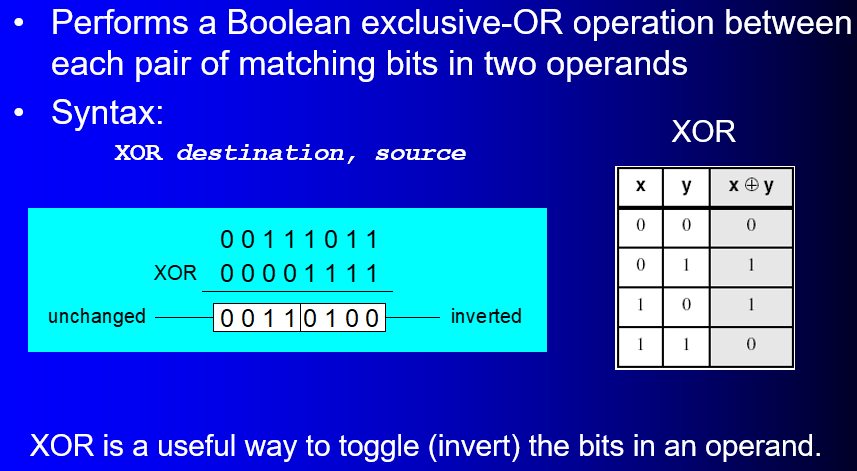 • Performs a Boolean exclusive-OR operation between
each pair of matching bits in two operands
• Syntax:
XOR destination, source
XOR
x y x ⊕ y
0 0 0
0 1 1
1 0 1
1 1 0
0 0 1 1 1 0 1 1
XOR 0 0 0 0 1 1 1 1
unchanged 0 0 1 1 0 1 0 0 inverted
XOR is a useful way to toggle (invert) the bits in an operand.